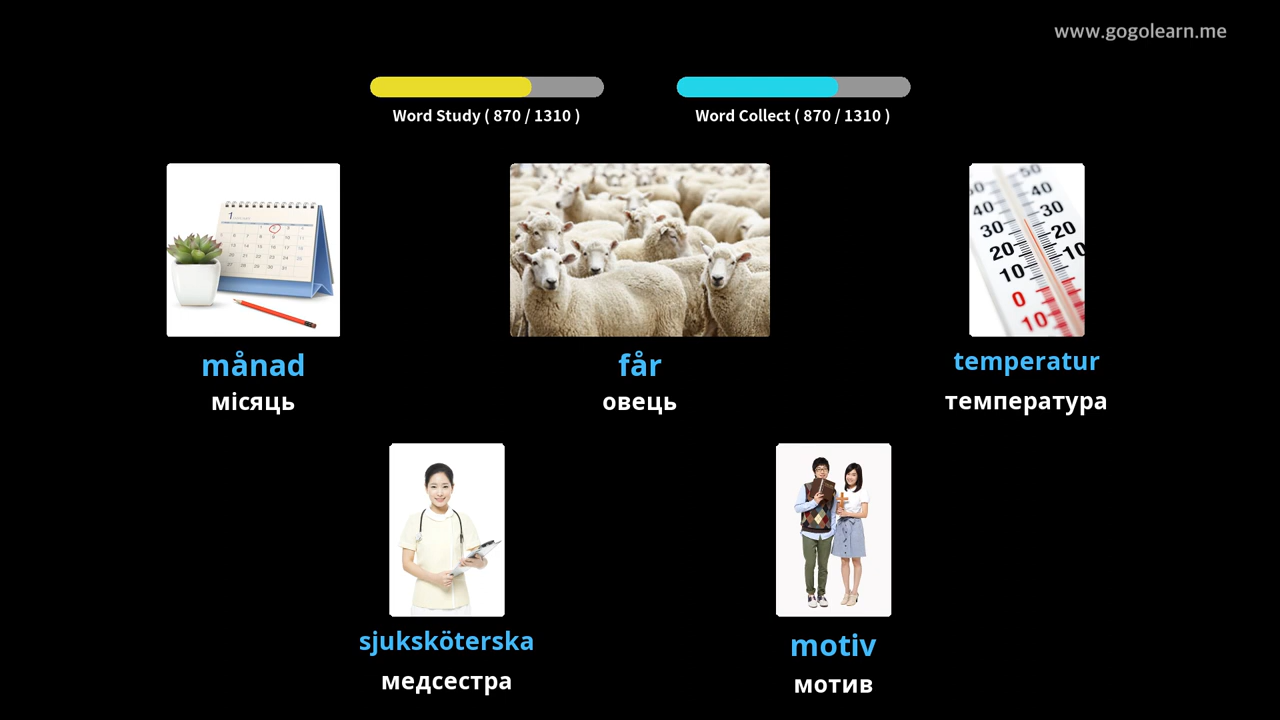 www.gogolearn.me
Word Study ( 870 / 1310 )
Word Collect ( 870 / 1310 )
månad
місяць
får
овець
temperatur
температура
sjuksköterska
медсестра
motiv
мотив